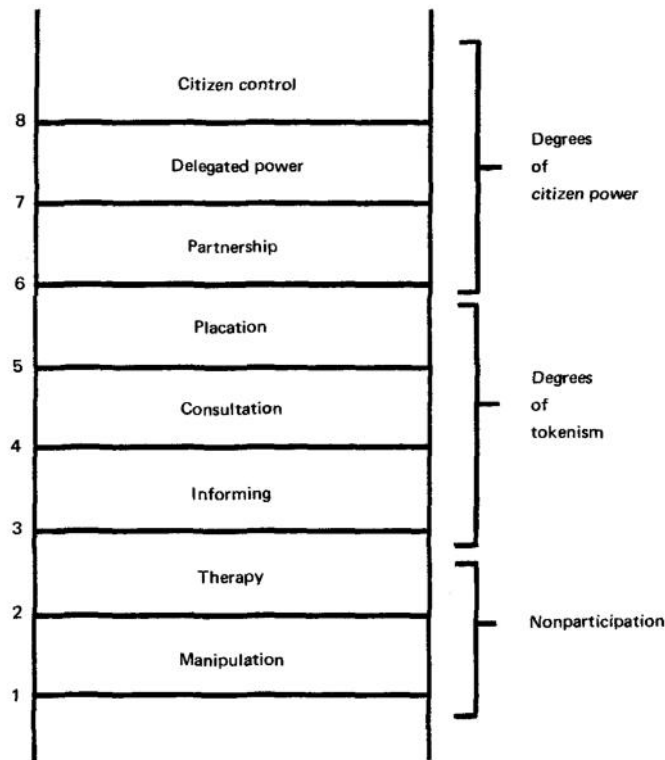 Citizen control
8
Delegated power
7
Partnership
6
Placation
5
Consultation
4
Informing
3
Therapy
2
Manipulation
1
Degrees
of
citizen power
Degrees
of
tokenism
Nonparticipation